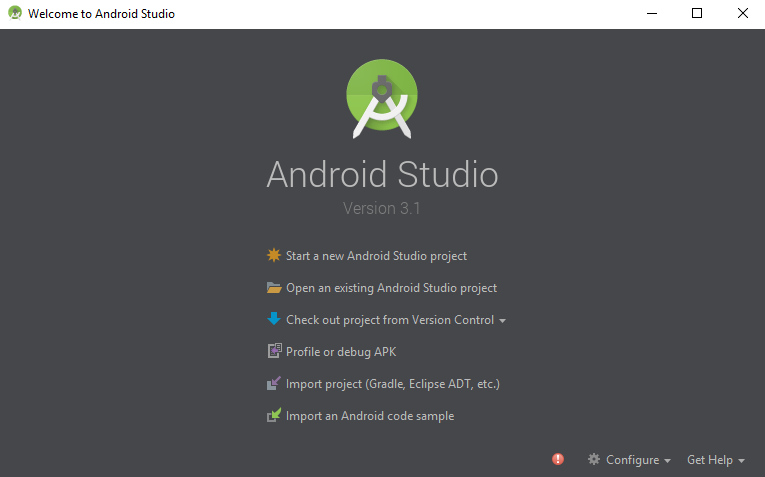 Welcome to Android Studio
Android Studio
Version 3.1
Start a new Android Studio project
Open an existing Android Studio project
Check out project from Version Control
Profile or debug APK
Import project (Gradle, Eclipse ADT, etc.)
Import an Android code sample
Configure Get Help